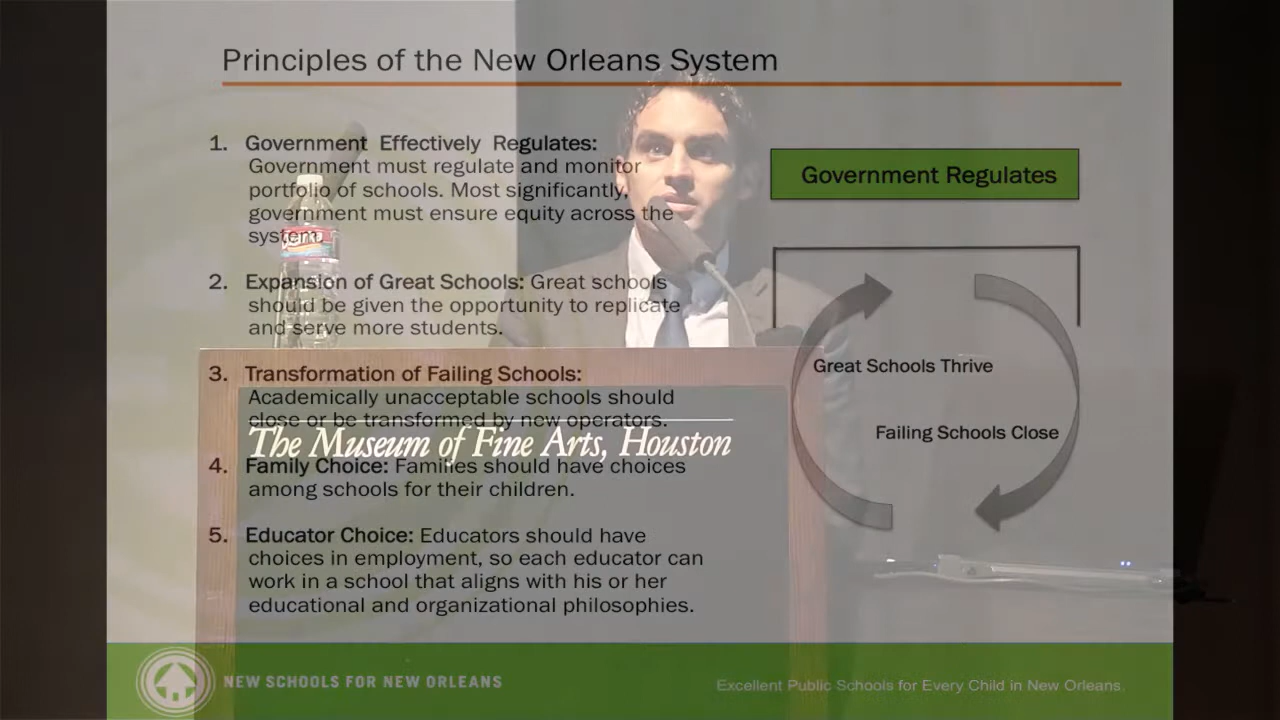 Principles of the New Orleans System
1. Government Effectively Regulates:
Government must regulate and monitor
portfolio of schools. Most significantly,
government must ensure equity across the
system.
2. Expansion of Great Schools: Great schools
should be given the opportunity to replicate
and serve more students.
3. Transformation of Failing Schools:
Academically unacceptable schools should
close or be transformed by new operators.
The Museum of Fine Arts, Houston
4. Family Choice: Families should have choices
among schools for their children.
5. Educator Choice: Educators should have
choices in employment, so each educator can
work in a school that aligns with his or her
educational and organizational philosophies.
Government Regulates
Great Schools Thrive
Failing Schools Close
NEW SCHOOLS FOR NEW ORLEANS
Excellent Public Schools for Every Child in New Orleans.